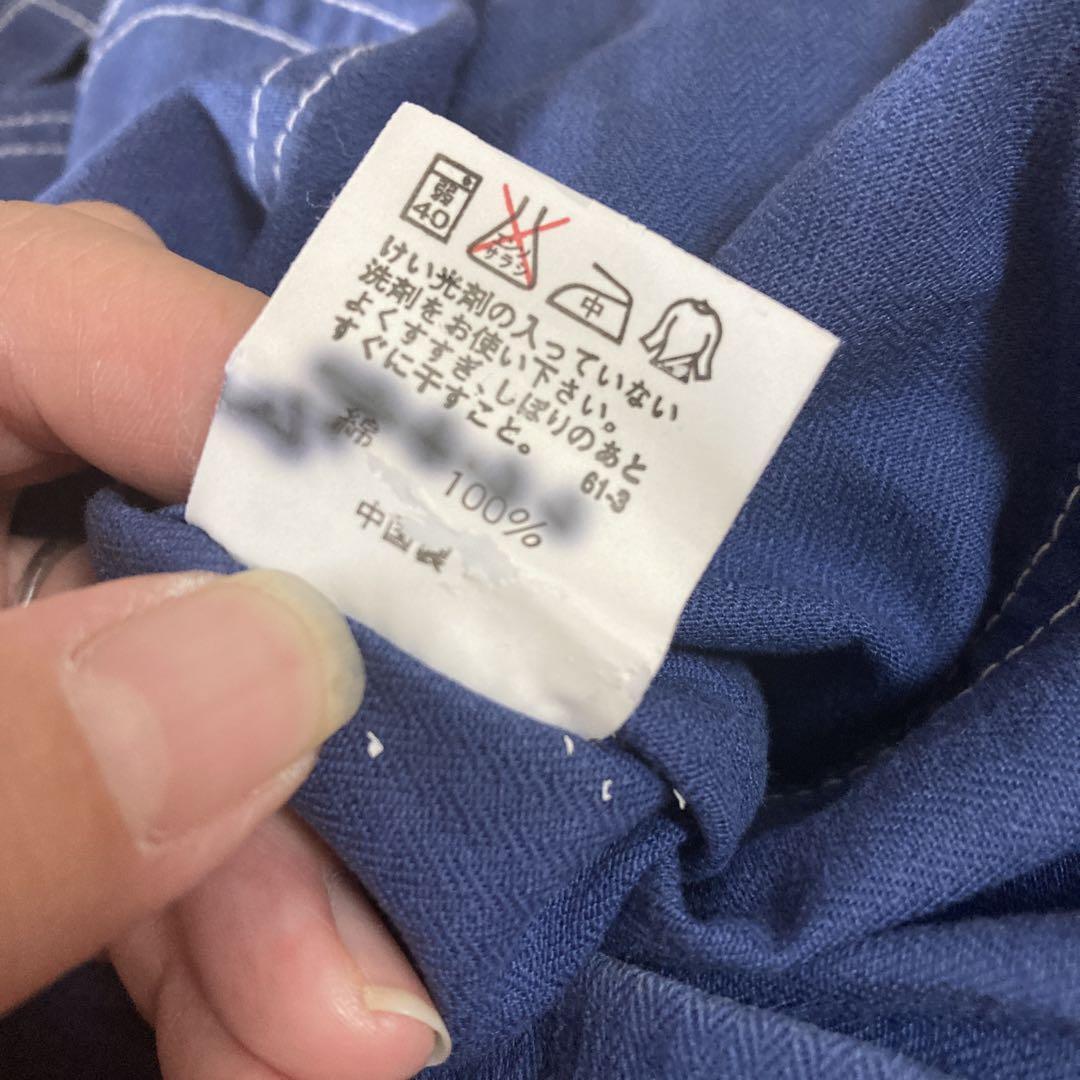 弱
40
エンソ
サラシ
中
けい光剤の入っていない
洗剤をお使い下さい。
よくすすぎ、しぼりのあと
すぐに干すこと。
61-3
綿 100%
中国製